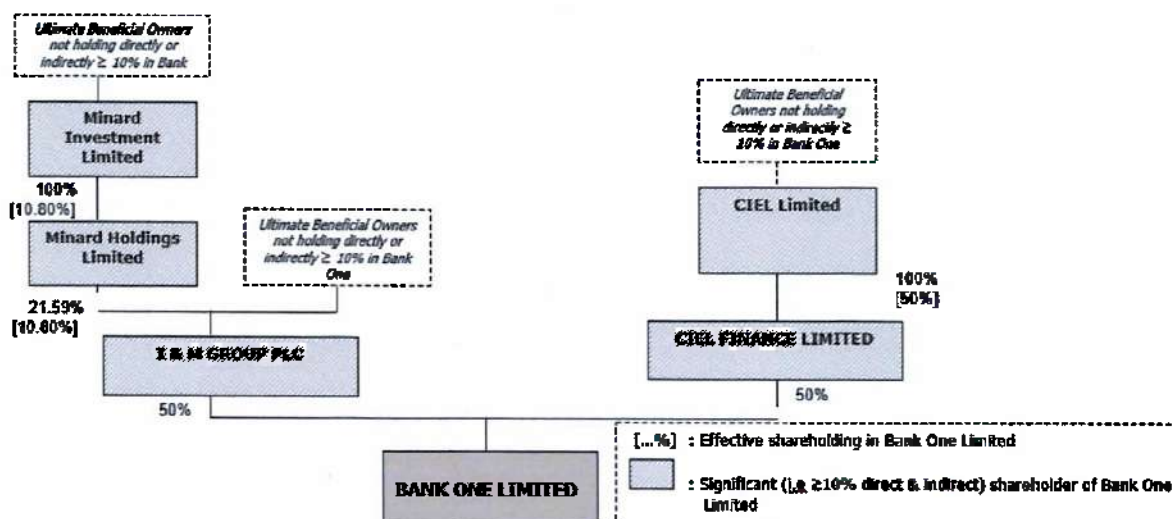 Ultimate Beneficial Owners
not holding directly or
indirectly ≥ 10% in Bank
Minard
Investment
Limited
100%
[10.80%]
Minard Holdings
Limited
21.59%
[10.80%]
Ultimate Beneficial Owners
not holding directly or
indirectly ≥ 10% in Bank
One
I & M GROUP PLC
50%
Ultimate Beneficial
Owners not holding
directly or indirectly ≥
10% in Bank One
CIEL Limited
100%
[50%]
CIEL FINANCE LIMITED
50%
BANK ONE LIMITED
[...%] : Effective shareholding in Bank One Limited
: Significant (i.e ≥10% direct & indirect) shareholder of Bank One
Limited